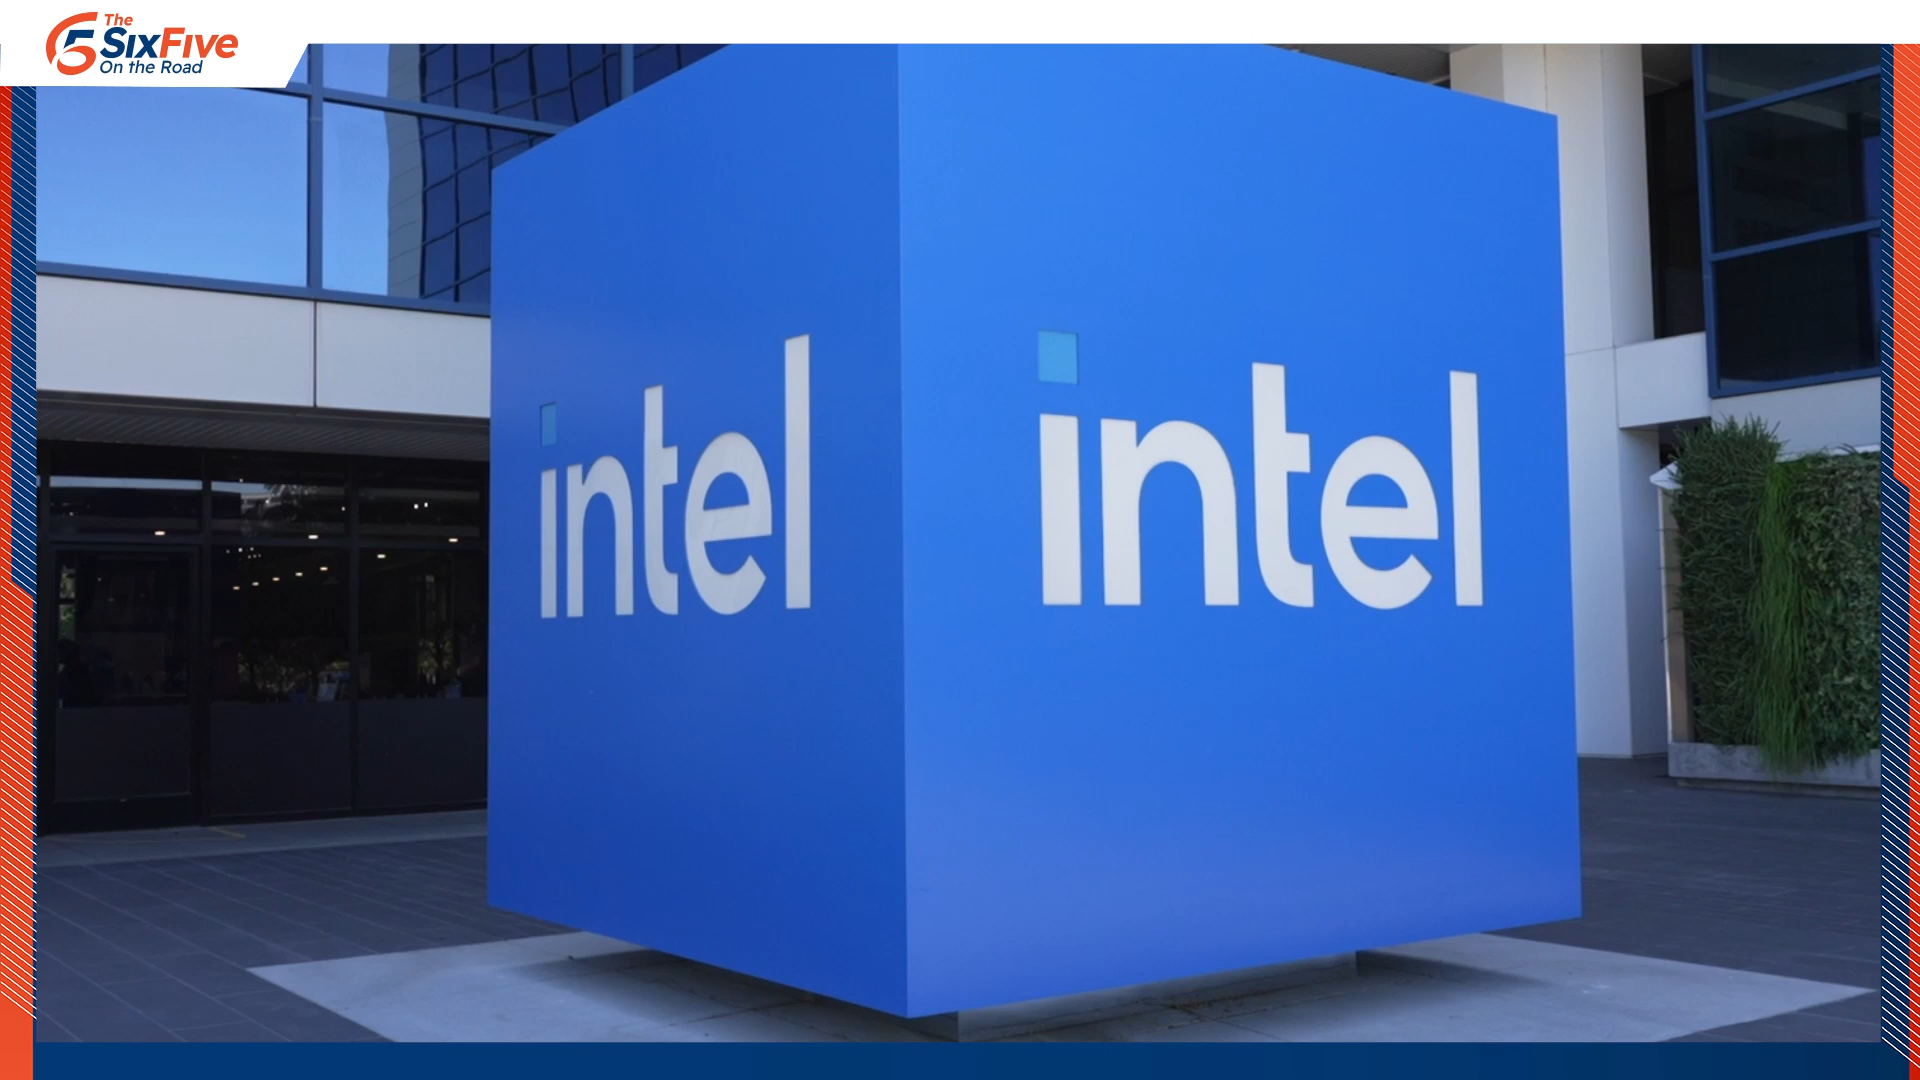 The
SixFive
On the Road
intel
intel